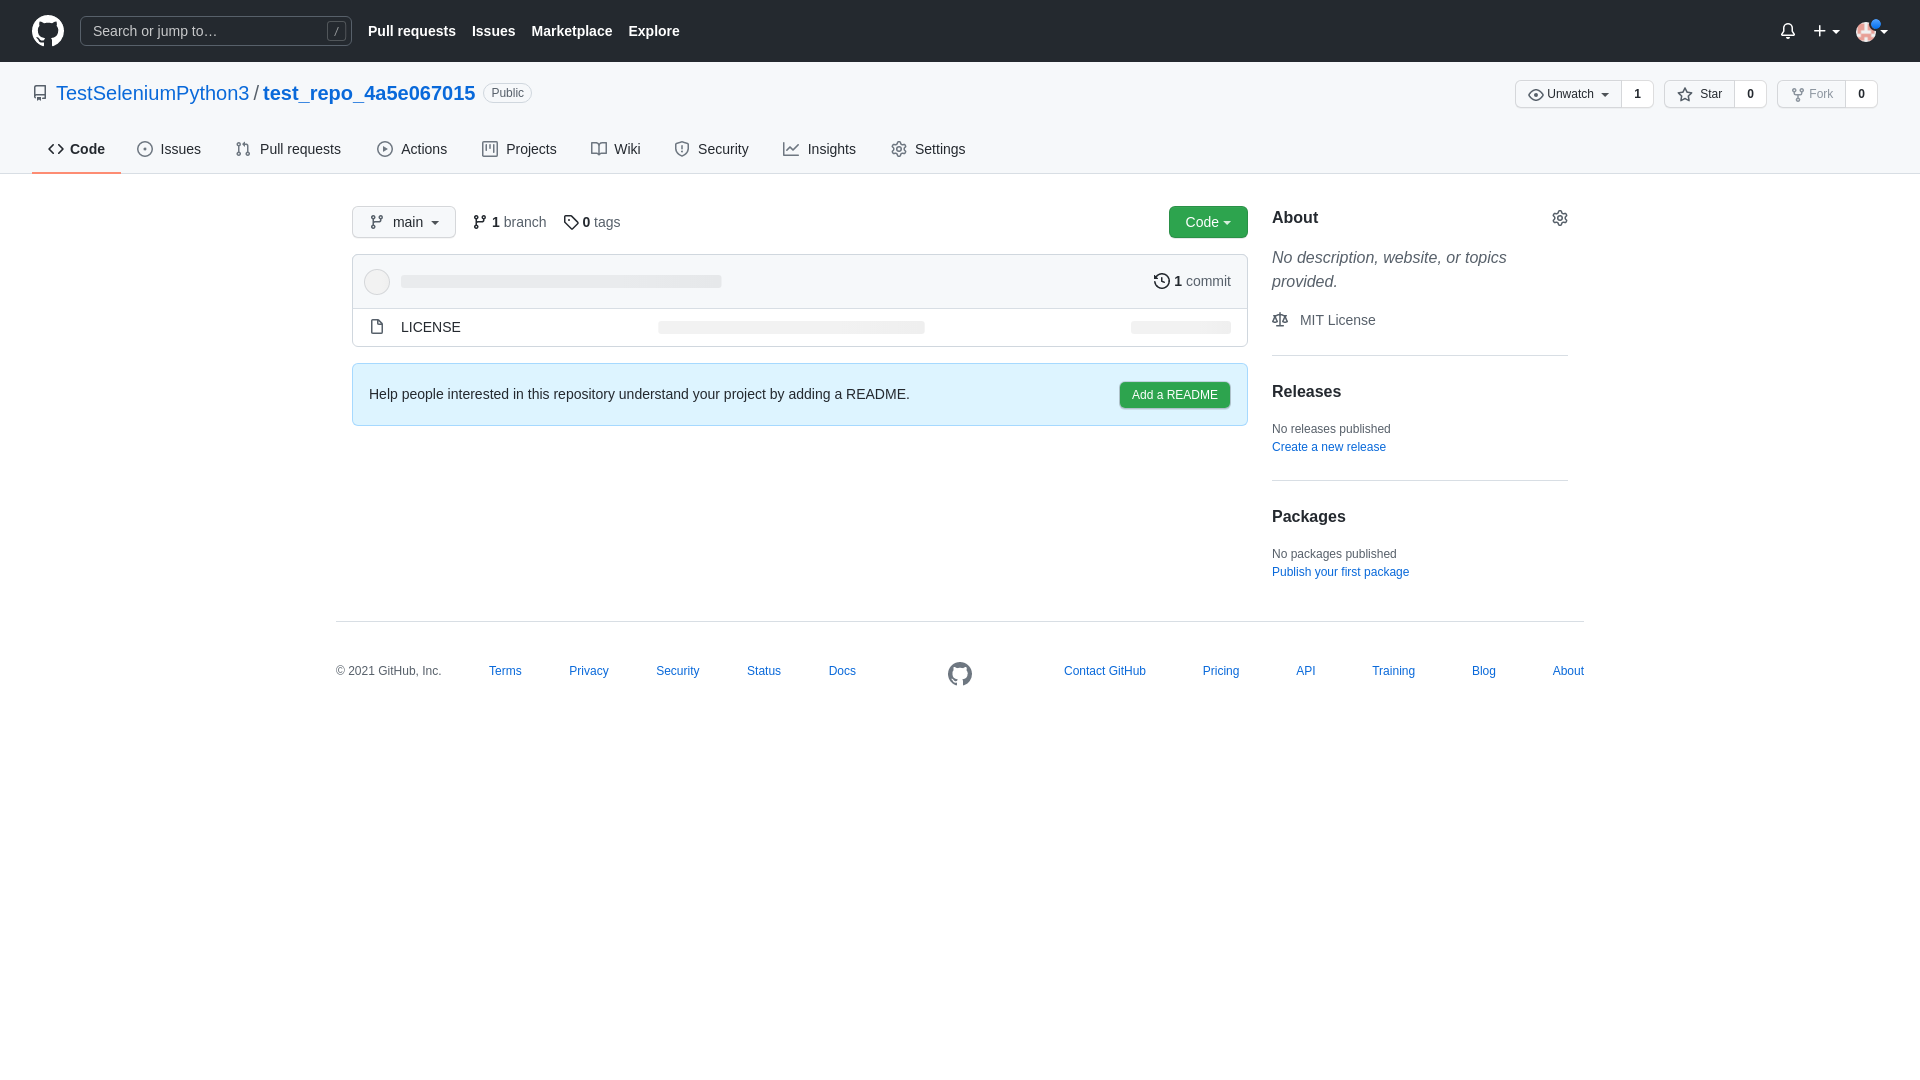 Search or jump to… /
Pull requests Issues Marketplace Explore
TestSeleniumPython3 / test_repo_4a5e067015 Public
Unwatch 1 Star 0 Fork 0
Code Issues Pull requests Actions Projects Wiki Security Insights Settings
main 1 branch 0 tags Code
1 commit
LICENSE
Help people interested in this repository understand your project by adding a README. Add a README
About
No description, website, or topics
provided.
MIT License
Releases
No releases published
Create a new release
Packages
No packages published
Publish your first package
© 2021 GitHub, Inc. Terms Privacy Security Status Docs Contact GitHub Pricing API Training Blog About